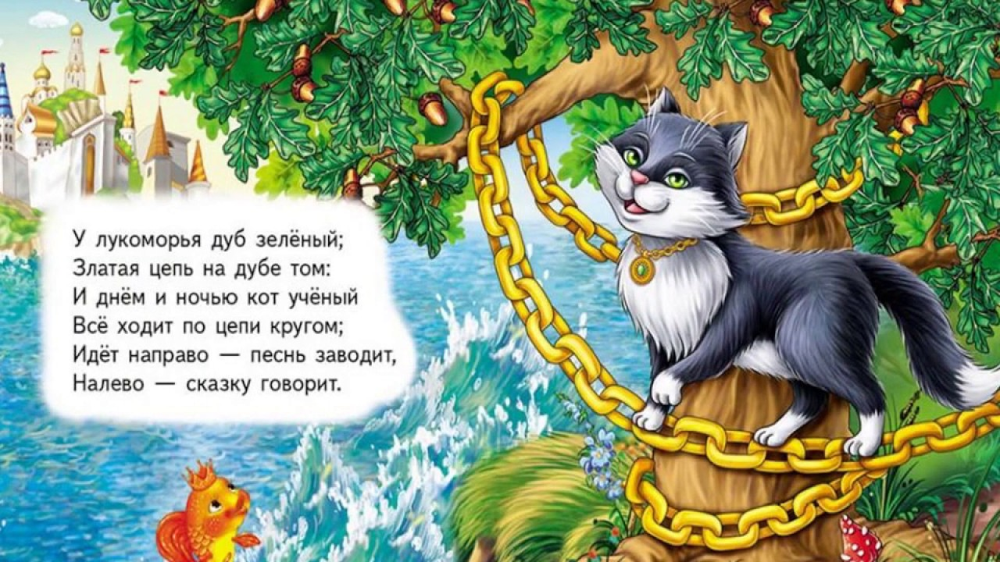 У лукоморья дуб зелёный;
Златая цепь на дубе том:
И днём и ночью кот учёный
Всё ходит по цепи кругом;
Идёт направо — песнь заводит,
Налево — сказку говорит.